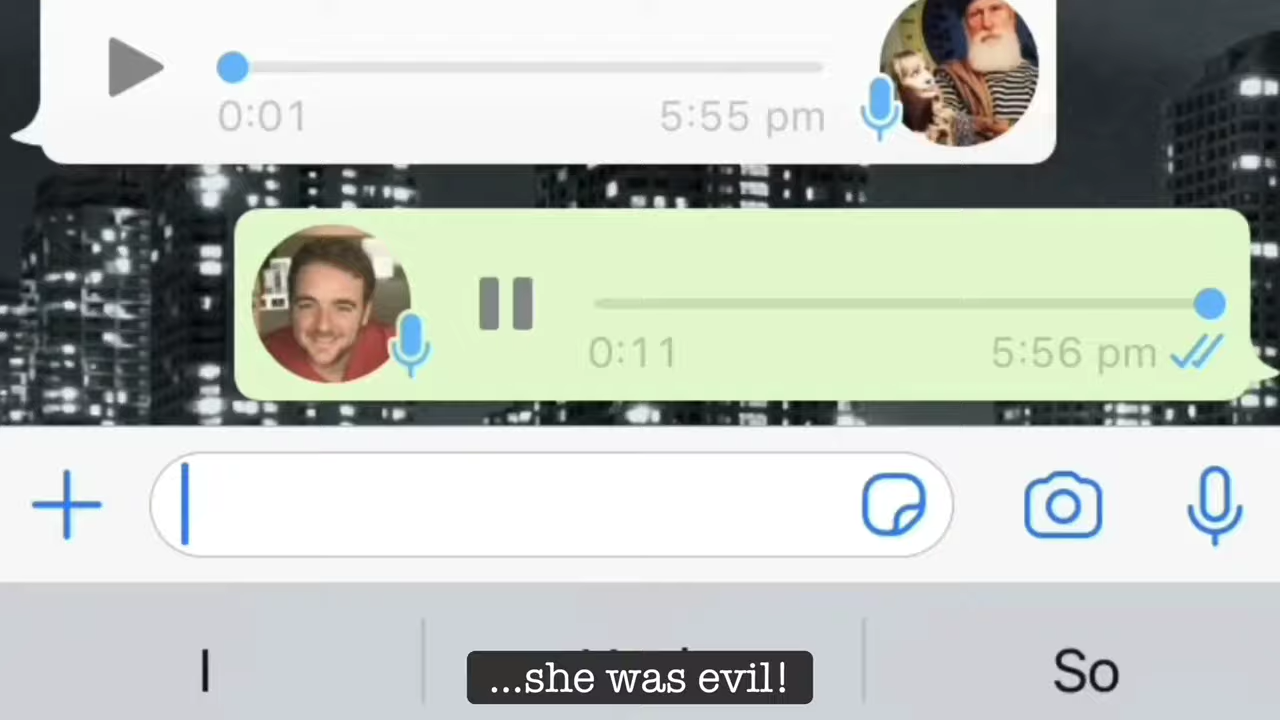 0:01 5:55 pm
0:11 5:56 pm
I So
...she was evil!